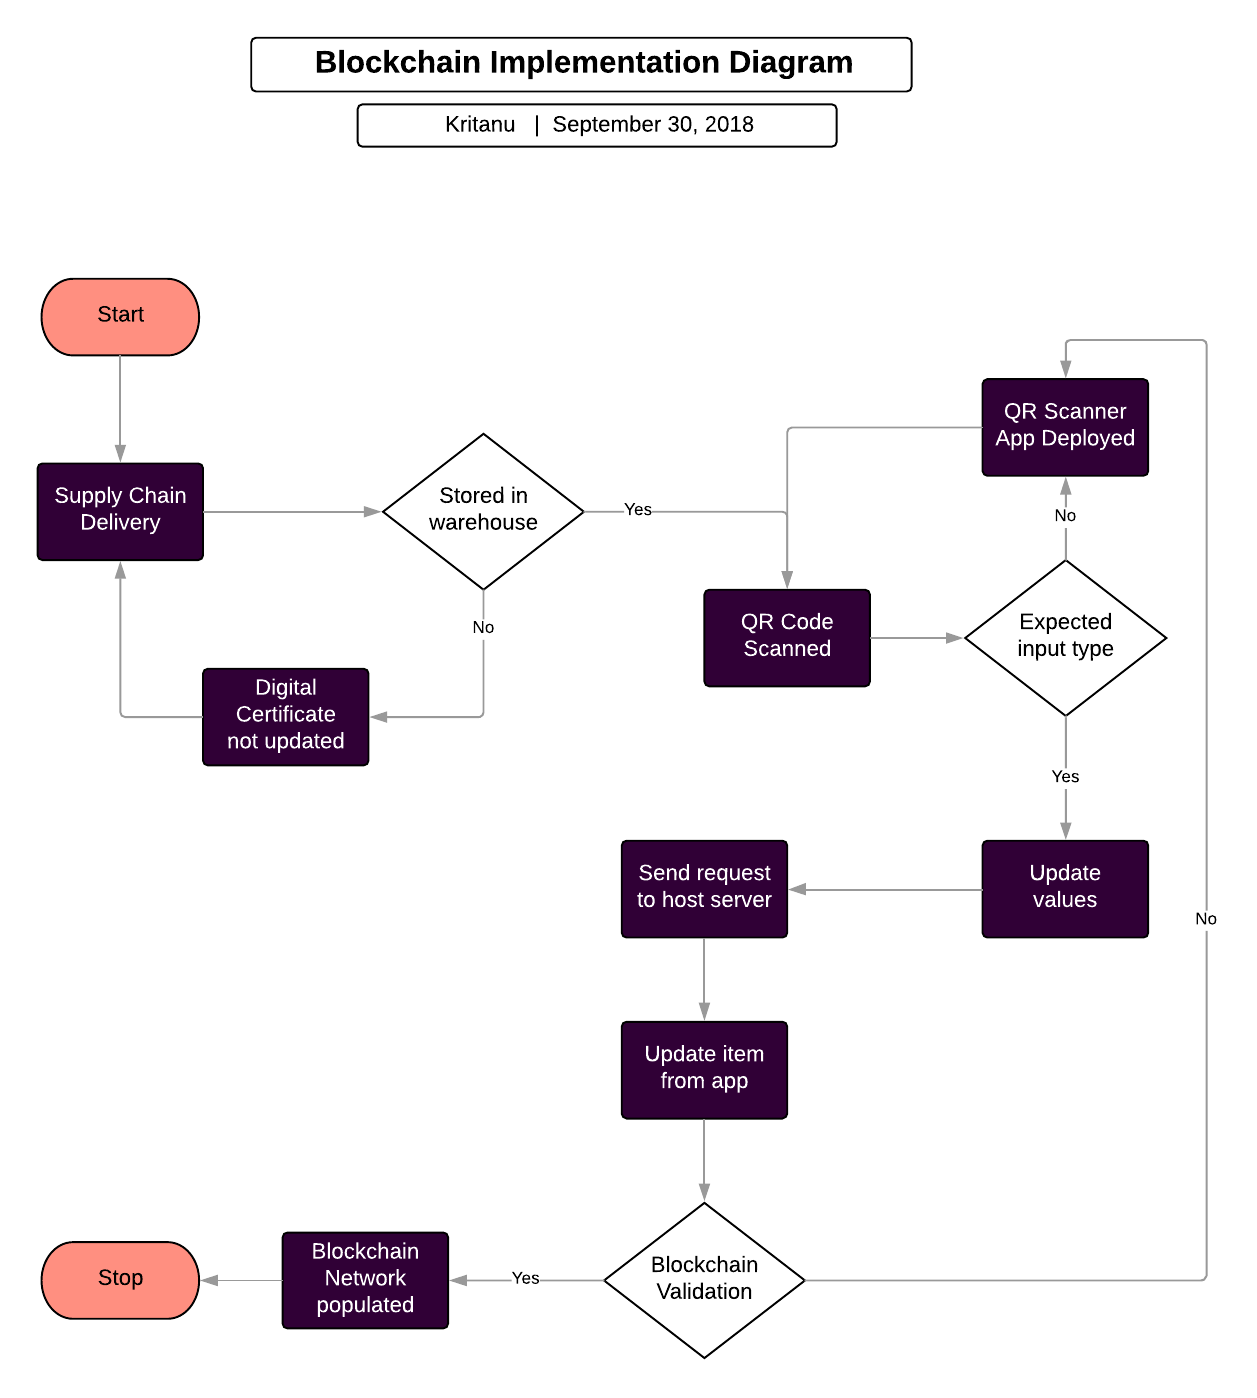 Blockchain Implementation Diagram
Kritanu | September 30, 2018
Start
Supply Chain
Delivery
Stored in
warehouse
Yes
No
Digital
Certificate
not updated
QR Scanner
App Deployed
No
QR Code
Scanned
Expected
input type
Yes
Update
values
Send request
to host server
No
Update item
from app
Blockchain
Validation
Yes
Blockchain
Network
populated
Stop